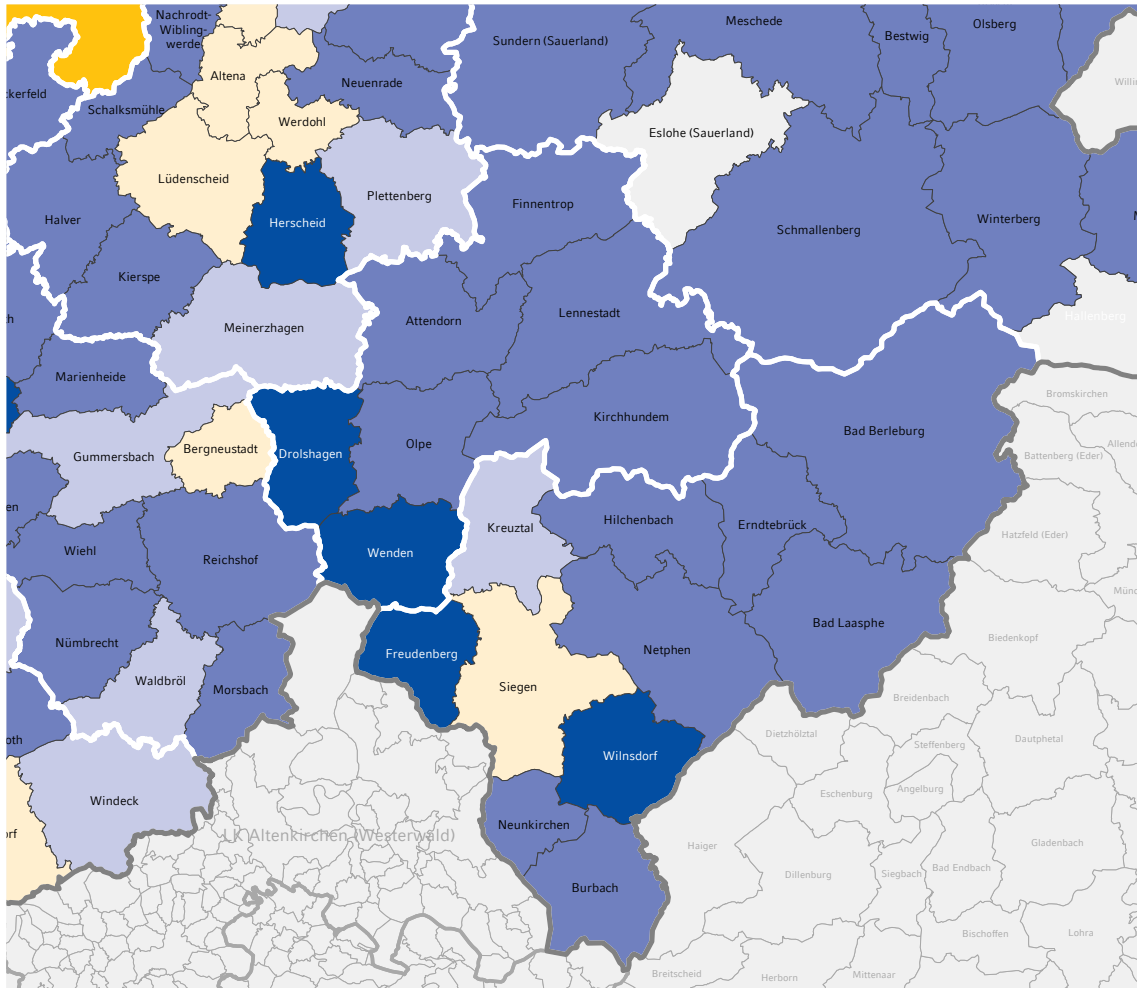 Nachrodt-
Wibling-
werde
Sundern (Sauerland)
Meschede
Bestwig
Olsberg
Altena
Neuenrade
ckerfeld
Schalksmühle
Werdohl
Eslohe (Sauerland)
Lüdenscheid
Plettenberg
Finnentrop
Halver
Herscheid
Schmallenberg
Winterberg
Kierspe
Meinerzhagen
Attendorn
Lennestadt
Hallenberg
h
Marienheide
Bromskirchen
Kirchhundem
Bad Berleburg
Gummersbach
Bergneustadt
Drolshagen
Olpe
Battenberg (Eder)
en
Wiehl
Reichshof
Wenden
Kreuztal
Hilchenbach
Erndtebrück
Hatzfeld (Eder)
Nümbrecht
Freudenberg
Netphen
Bad Laasphe
Biedenkopf
Waldbröl
Morsbach
Siegen
Breidenbach
oth
Wilnsdorf
Dietzhölztal
Steffenberg
Dautphetal
Windeck
Eschenburg
Angelburg
orf
LK Altenkirchen (Westerwald)
Neunkirchen
Haiger
Gladenbach
Dillenburg
Siegbach
Bad Endbach
Burbach
Bischoffen
Lohra
Breitscheid
Herborn
Mittenaar